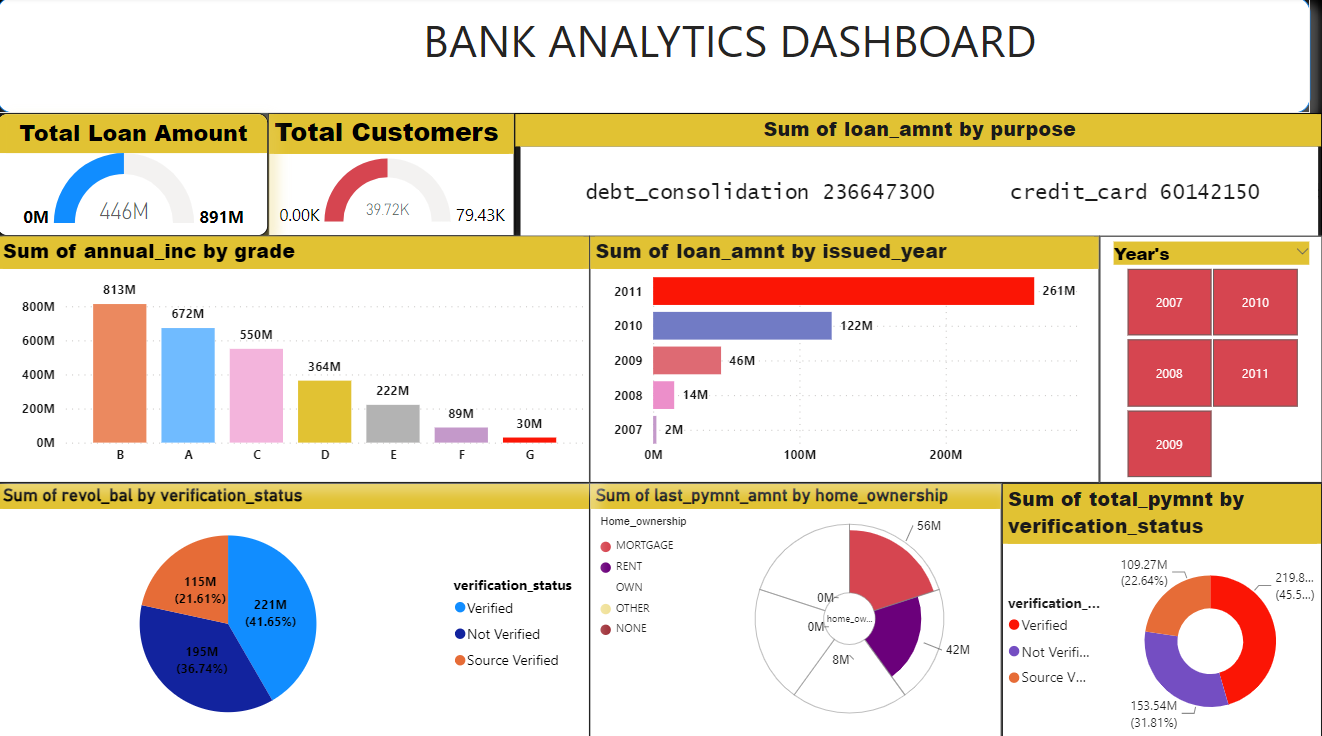 BANK ANALYTICS DASHBOARD
Total Loan Amount
0M
446M
891M
Total Customers
0.00K
39.72K
79.43K
Sum of loan_amnt by purpose
debt_consolidation 236647300
credit_card 60142150
Sum of annual_inc by grade
800M
600M
400M
200M
0M
813M
672M
550M
364M
222M
89M
30M
B
A
C
D
E
F
G
Sum of loan_amnt by issued_year
2011
261M
2010
122M
2009
46M
2008
14M
2007
2M
0M
100M
200M
Year's
2007
2010
2008
2011
2009
Sum of revol_bal by verification_status
115M
(21.61%)
221M
(41.65%)
195M
(36.74%)
verification_status
Verified
Not Verified
Source Verified
Sum of last_pymnt_amnt by home_ownership
Home_ownership
MORTGAGE
RENT
OWN
OTHER
NONE
56M
0M
home_ow...
0M
42M
8M
Sum of total_pymnt by
verification_status
verification_...
Verified
Not Verifi...
Source V...
109.27M
(22.64%)
219.8...
(45.5...)
153.54M
(31.81%)